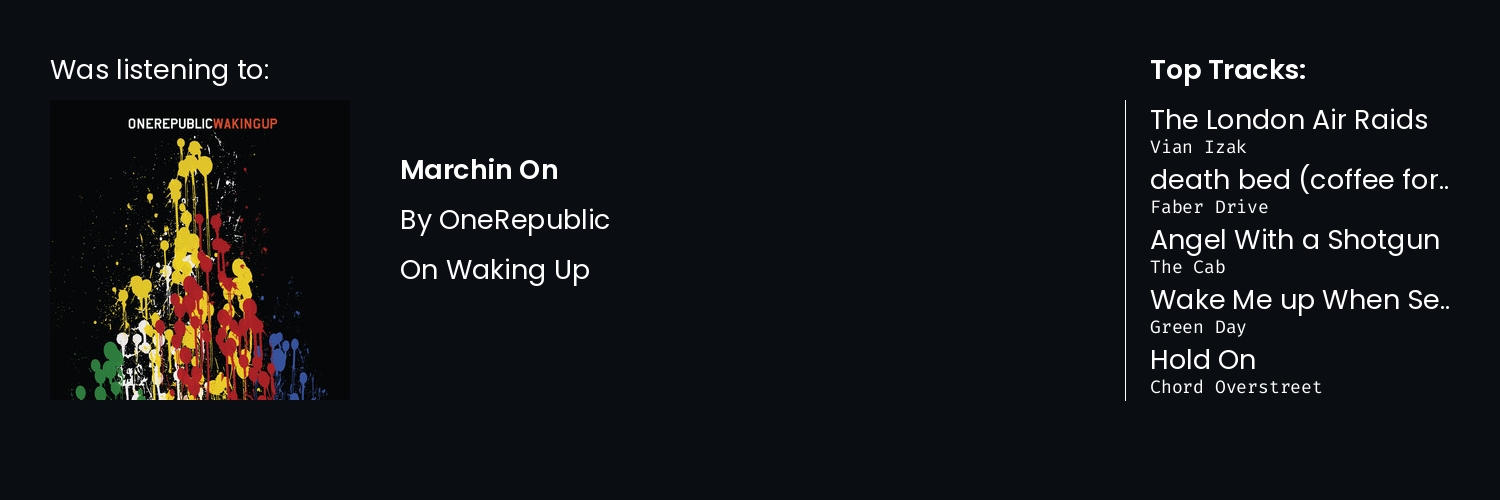 Was listening to:
ONEREPUBLICWAKINGUP
Marchin On
By OneRepublic
On Waking Up
Top Tracks:
The London Air Raids
Vian Izak
death bed (coffee for..
Faber Drive
Angel With a Shotgun
The Cab
Wake Me up When Se..
Green Day
Hold On
Chord Overstreet